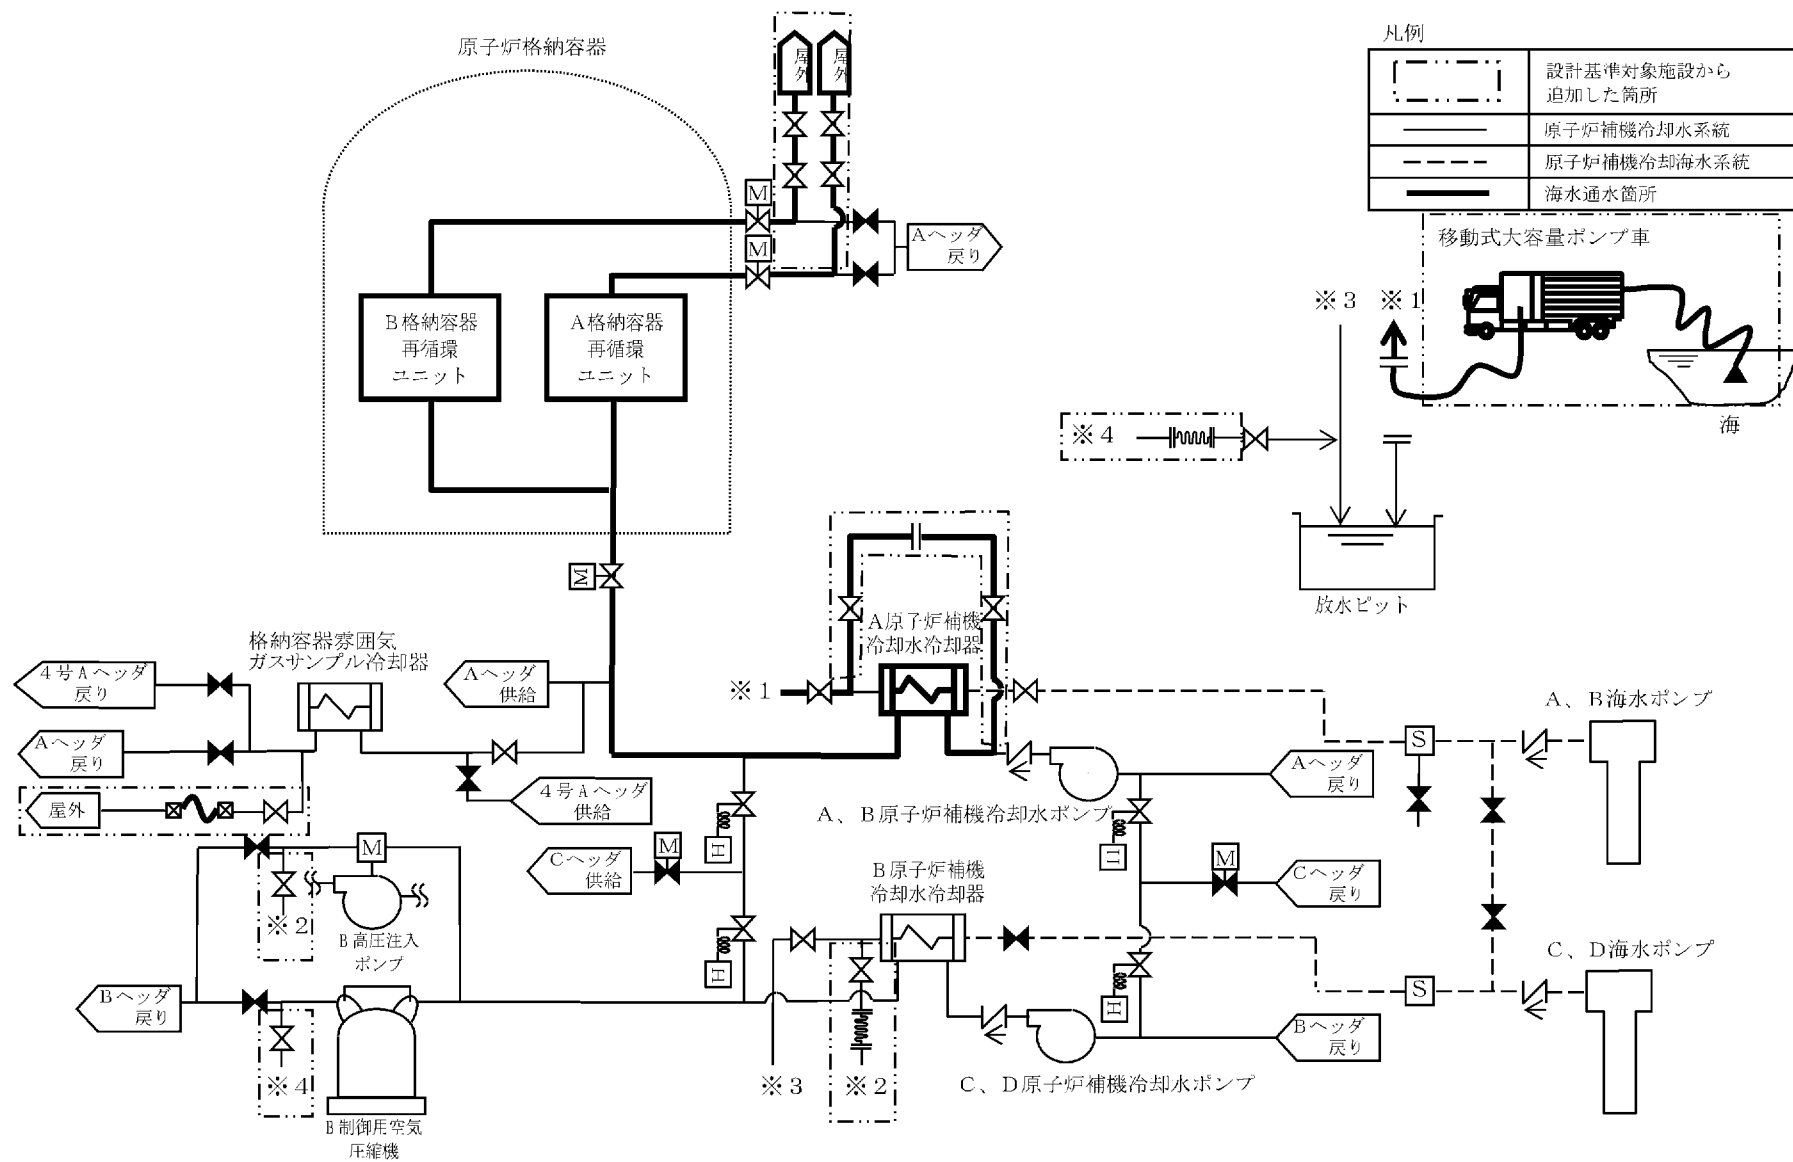 原子炉格納容器
屋外
屋外
M
M
Aヘッダ
戻り
B格納容器
再循環
ユニット
A格納容器
再循環
ユニット
M
凡例
設計基準対象施設から
追加した箇所
原子炉補機冷却水系統
原子炉補機冷却海水系統
海水通水箇所
移動式大容量ポンプ車
※3
※1
海
※4
放水ピット
A原子炉補機
冷却水冷却器
※1
格納容器雰囲気
ガスサンプル冷却器
4号Aヘッダ
戻り
Aヘッダ
供給
Aヘッダ
戻り
4号Aヘッダ
供給
屋外
A、B海水ポンプ
S
Aヘッダ
戻り
A、B原子炉補機冷却水ポンプ
H
H
M
Cヘッダ
供給
M
Cヘッダ
戻り
M
※2
B高圧注入
ポンプ
B原子炉補機
冷却水冷却器
H
H
C、D海水ポンプ
S
Bヘッダ
戻り
Bヘッダ
戻り
※4
B制御用空気
圧縮機
※3
※2
C、D原子炉補機冷却水ポンプ